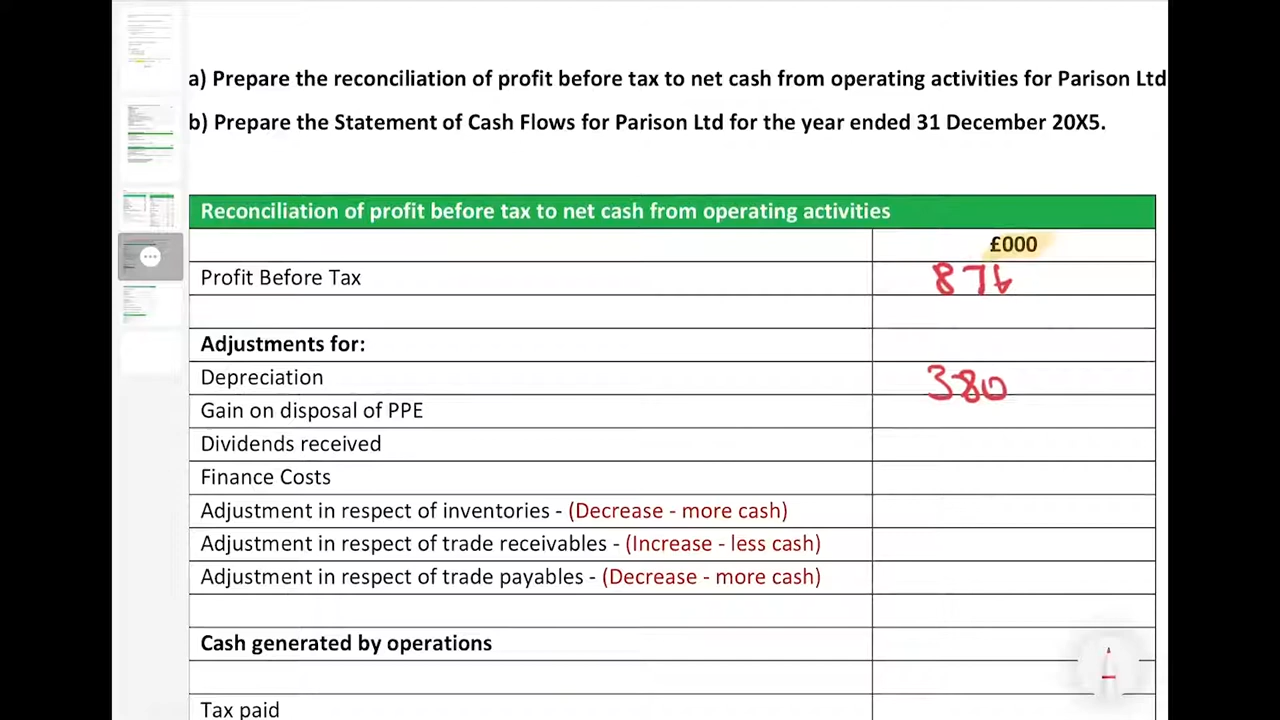 a) Prepare the reconciliation of profit before tax to net cash from operating activities for Parison Ltd
b) Prepare the Statement of Cash Flows for Parison Ltd for the year ended 31 December 20X5.
Reconciliation of profit before tax to net cash from operating activities
£000
Profit Before Tax 876
Adjustments for:
Depreciation 380
Gain on disposal of PPE
Dividends received
Finance Costs
Adjustment in respect of inventories - (Decrease - more cash)
Adjustment in respect of trade receivables - (Increase - less cash)
Adjustment in respect of trade payables - (Decrease - more cash)
Cash generated by operations
Tax paid